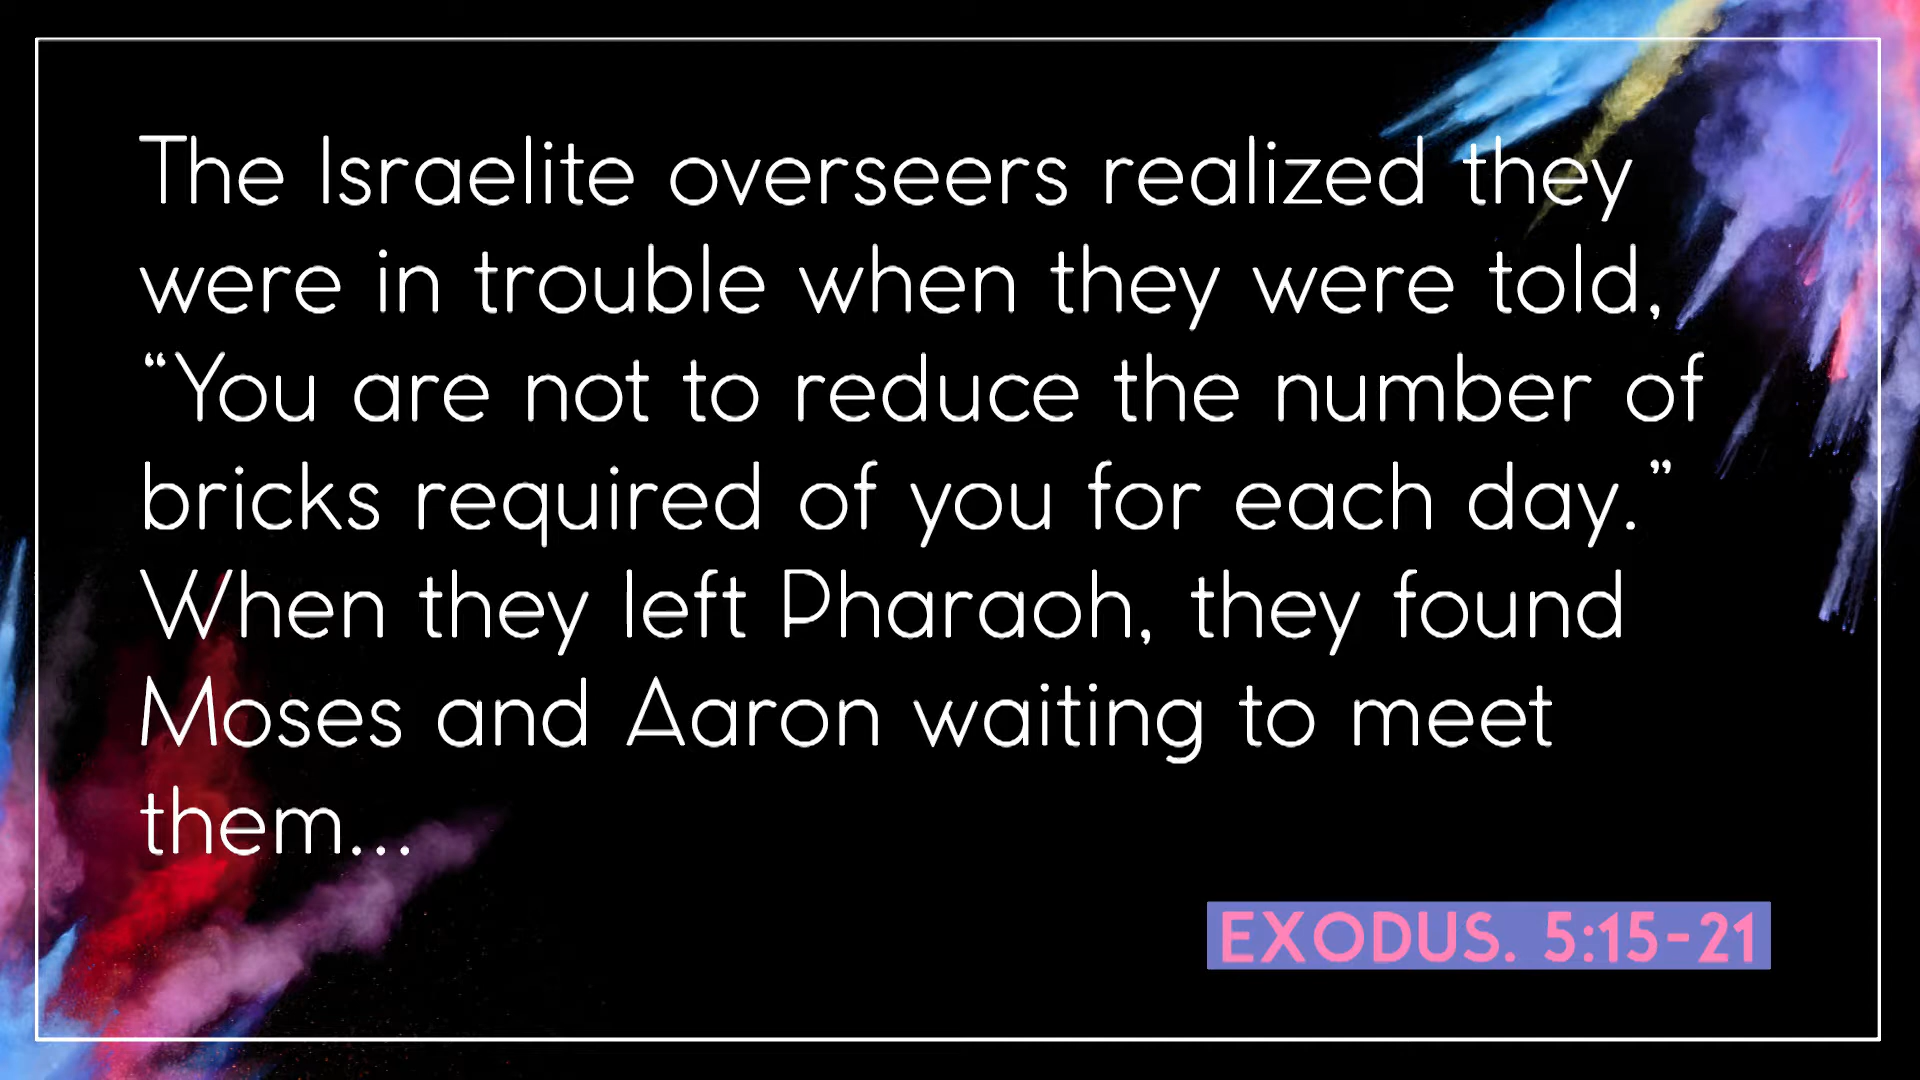 The Israelite overseers realized they
were in trouble when they were told,
“You are not to reduce the number of
bricks required of you for each day.”
When they left Pharaoh, they found
Moses and Aaron waiting to meet
them...
EXODUS. 5:15-21